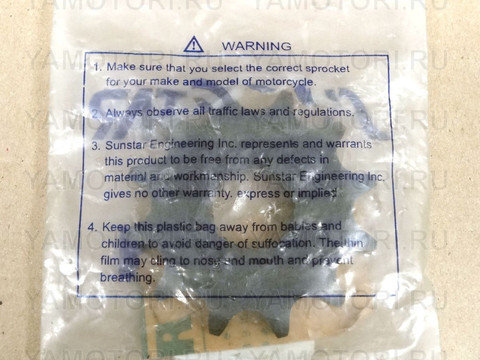 YAMOTORI.RU
⚠ WARNING
1. Make sure that you select the correct sprocket
for your make and model of motorcycle.
2. Always observe all traffic laws and regulations.
3. Sunstar Engineering Inc. represents and warrants
this product to be free from any defects in
material and workmanship. Sunstar Engineering Inc.
gives no other warranty, express or implied.
4. Keep this plastic bag away from babies and
children to avoid danger of suffocation. The thin
film may cling to nose and mouth and prevent
breathing.